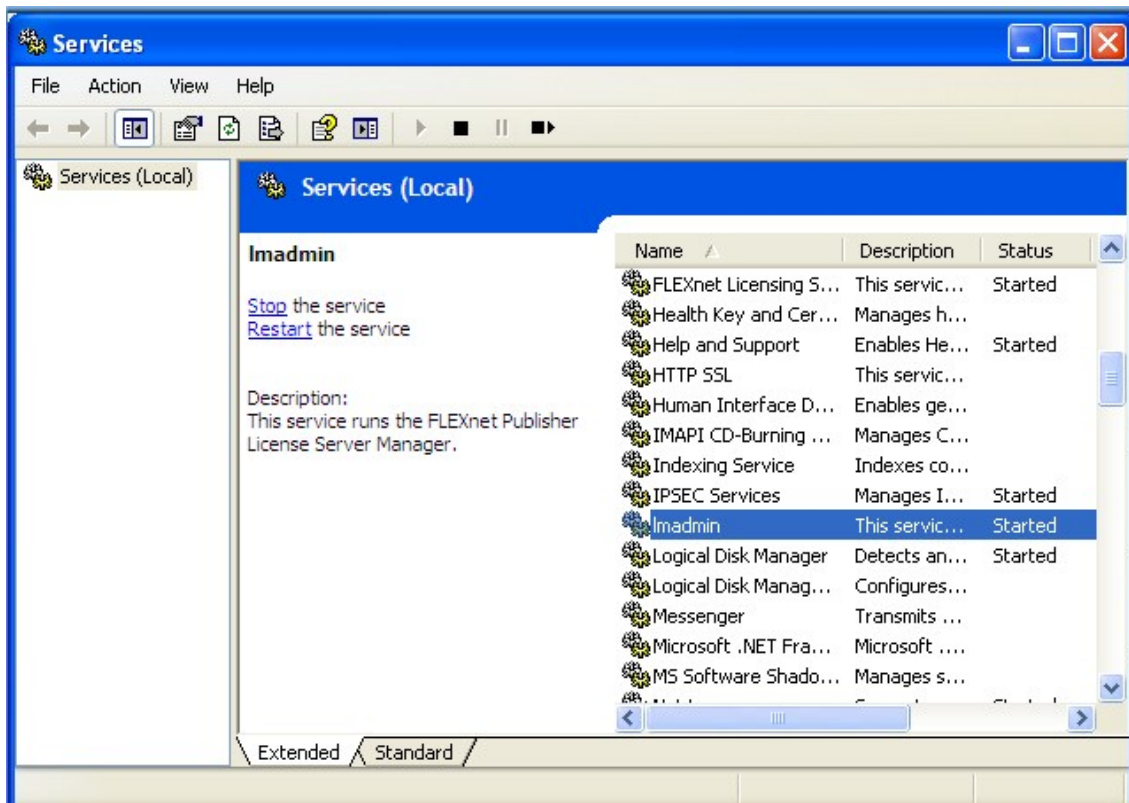 Services
File Action View Help
Services (Local)
Services (Local)
lmadmin
Stop the service
Restart the service
Description:
This service runs the FLEXnet Publisher
License Server Manager.
Name Description Status
FLEXnet Licensing S... This servic... Started
Health Key and Cer... Manages h...
Help and Support Enables He... Started
HTTP SSL This servic...
Human Interface D... Enables ge...
IMAPI CD-Burning ... Manages C...
Indexing Service Indexes co...
IPSEC Services Manages I... Started
lmadmin This servic... Started
Logical Disk Manager Detects an... Started
Logical Disk Manag... Configures...
Messenger Transmits ...
Microsoft .NET Fra... Microsoft ....
MS Software Shado... Manages s...
Extended Standard